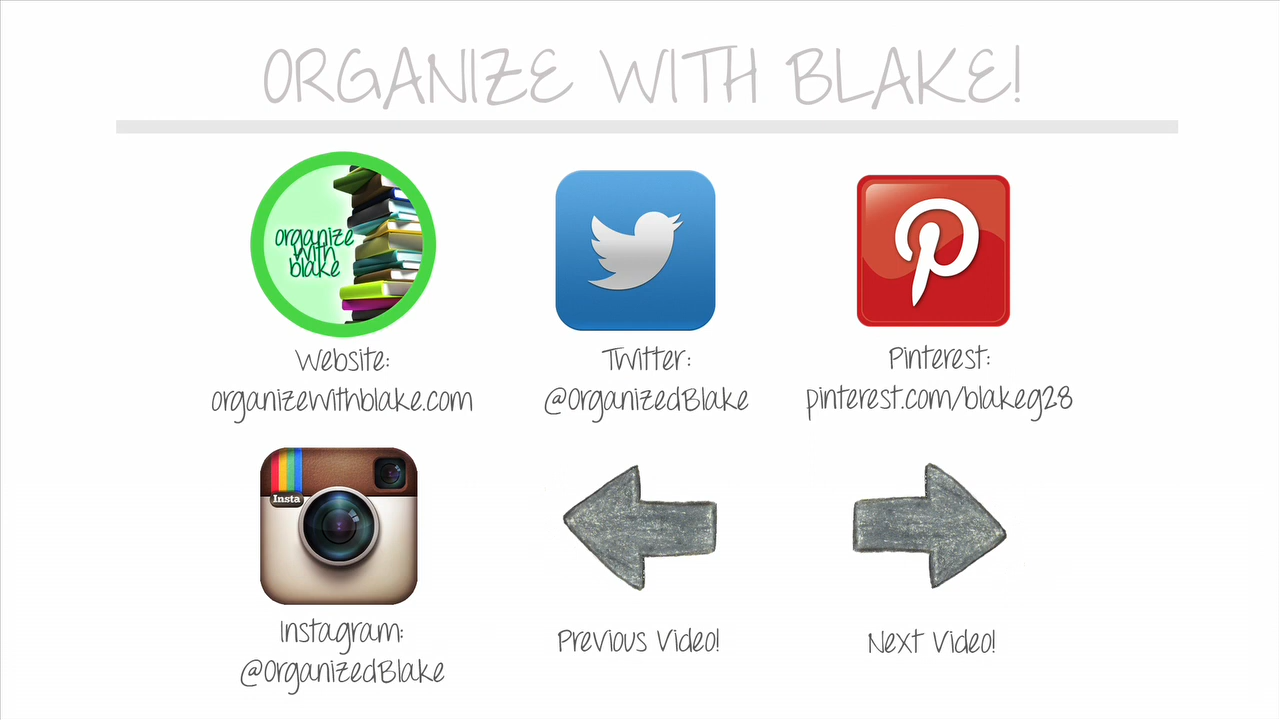 ORGANIZE WITH BLAKE!
organize
with
blake
Website:
organizewithblake.com
Twitter:
@OrganizedBlake
Pinterest:
pinterest.com/blakeg28
Insta
Instagram:
@OrganizedBlake
Previous Video!
Next Video!